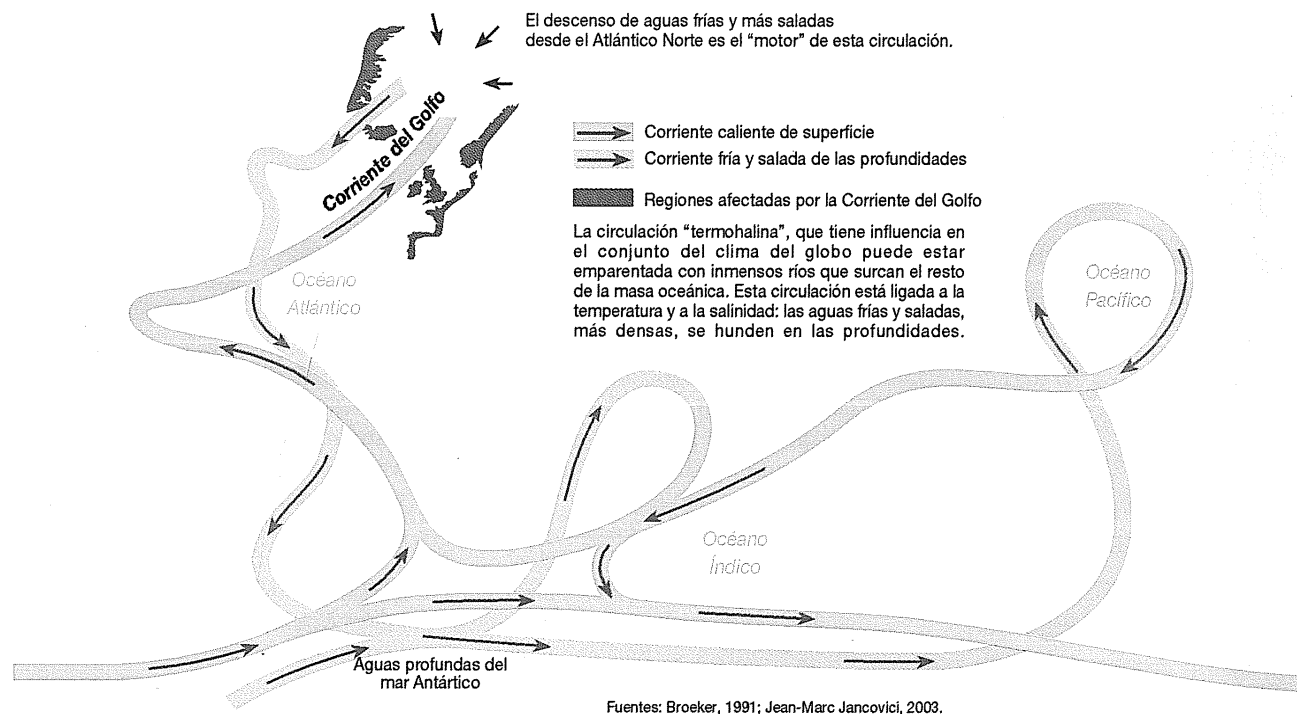 El descenso de aguas frías y más saladas
desde el Atlántico Norte es el “motor” de esta circulación.
Corriente del Golfo
Corriente caliente de superficie
Corriente fría y salada de las profundidades
Regiones afectadas por la Corriente del Golfo
La circulación “termohalina”, que tiene influencia en
el conjunto del clima del globo puede estar
emparentada con inmensos ríos que surcan el resto
de la masa oceánica. Esta circulación está ligada a la
temperatura y a la salinidad: las aguas frías y saladas,
más densas, se hunden en las profundidades.
Océano
Atlántico
Océano
Pacífico
Océano
Índico
Aguas profundas del
mar Antártico
Fuentes: Broeker, 1991; Jean-Marc Jancovici, 2003.